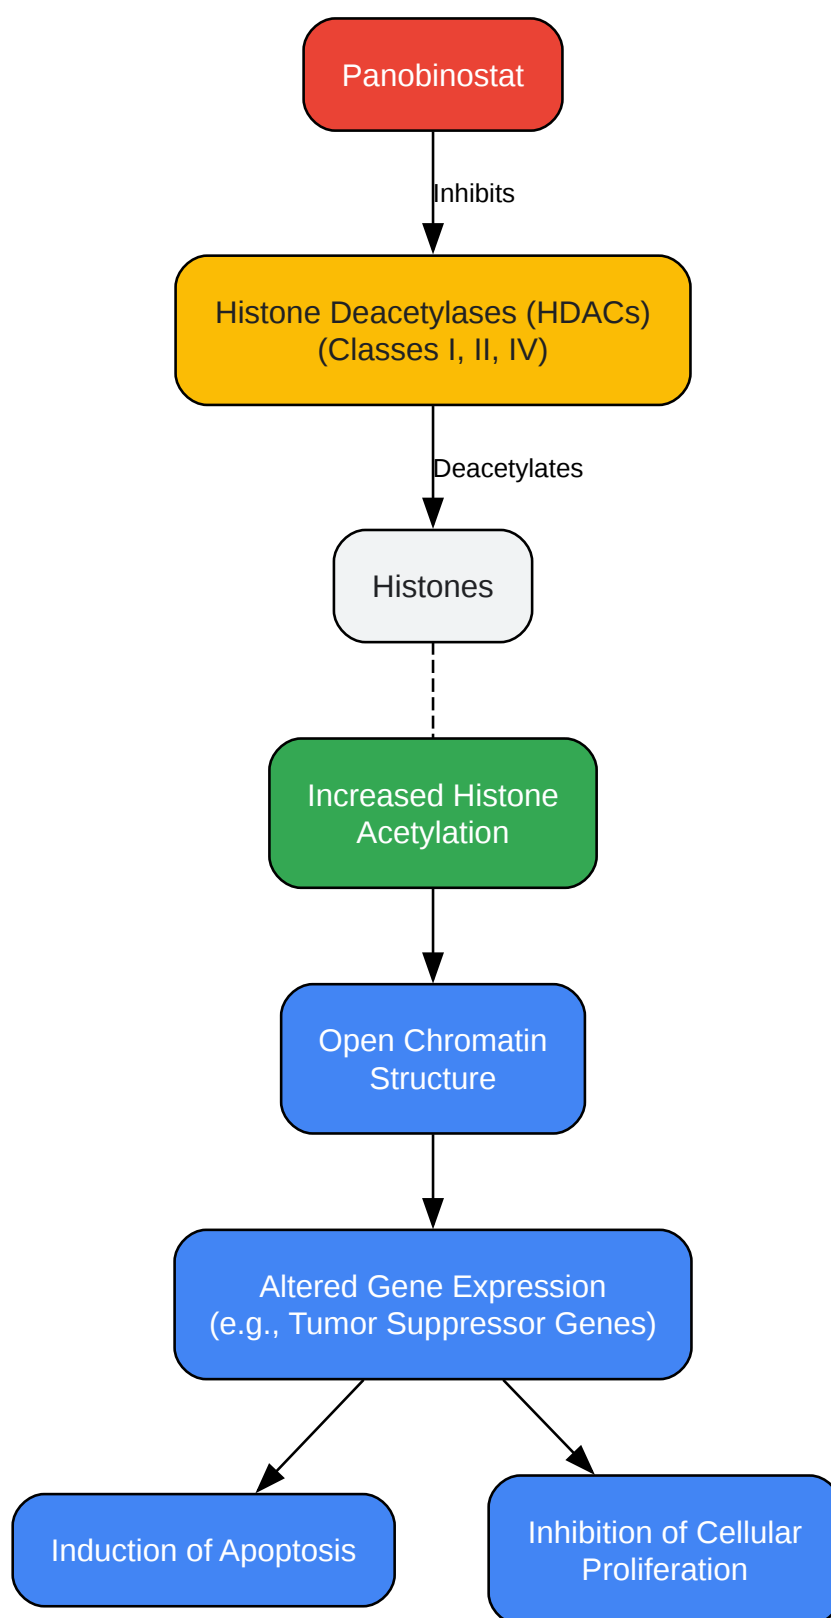 Panobinostat
Inhibits
Histone Deacetylases (HDACs)
(Classes I, II, IV)
Deacetylates
Histones
Increased Histone
Acetylation
Open Chromatin
Structure
Altered Gene Expression
(e.g., Tumor Suppressor Genes)
Induction of Apoptosis
Inhibition of Cellular
Proliferation